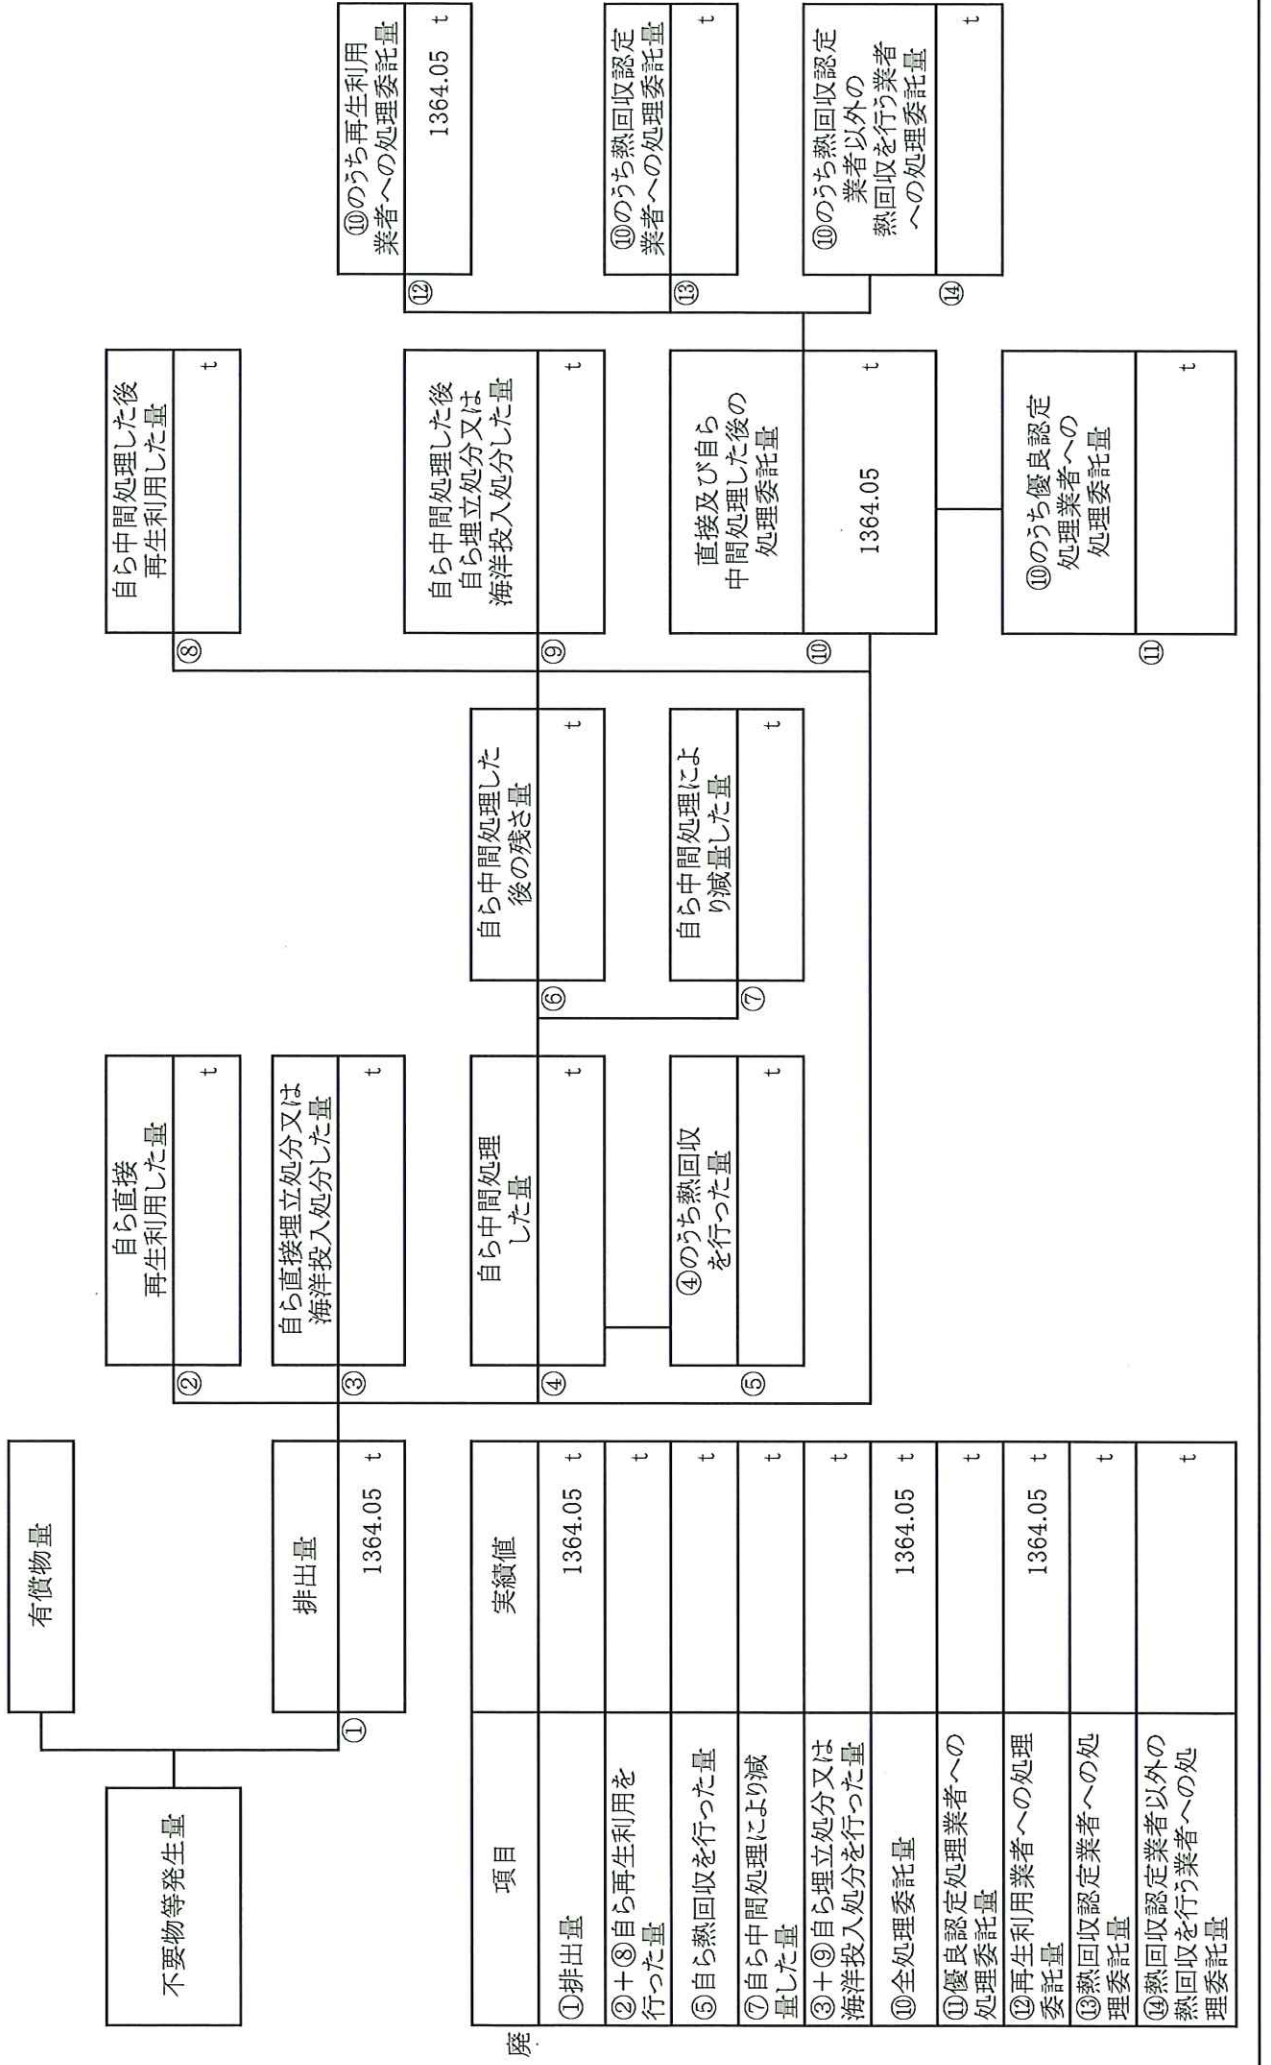 有償物量
不要物等発生量
排出量
①
1364.05 t
自ら直接
再生利用した量
②
t
自ら直接埋立処分又は
海洋投入処分した量
③
t
自ら中間処理
した量
④
t
④のうち熱回収
を行った量
⑤
t
自ら中間処理した
後の残さ量
⑥
t
自ら中間処理によ
り減量した量
⑦
t
自ら中間処理した後
再生利用した量
⑧
t
自ら中間処理した後
自ら埋立処分又は
海洋投入処分した量
⑨
t
直接及び自ら
中間処理した後の
処理委託量
⑩
1364.05 t
⑩のうち優良認定
処理業者への
処理委託量
⑪
t
⑩のうち再生利用
業者への処理委託量
⑫
1364.05 t
⑩のうち熱回収認定
業者への処理委託量
⑬
t
⑩のうち熱回収認定
業者以外の
熱回収を行う業者
への処理委託量
⑭
t
廃
項目 実績値
①排出量 1364.05 t
②+⑧自ら再生利用を
行った量 t
⑤自ら熱回収を行った量 t
⑦自ら中間処理により減
量した量 t
③+⑨自ら埋立処分又は
海洋投入処分を行った量 t
⑩全処理委託量 1364.05 t
⑪優良認定処理業者への
処理委託量 t
⑫再生利用業者への処理
委託量 1364.05 t
⑬熱回収認定業者への処
理委託量 t
⑭熱回収認定業者以外の
熱回収を行う業者への処
理委託量 t